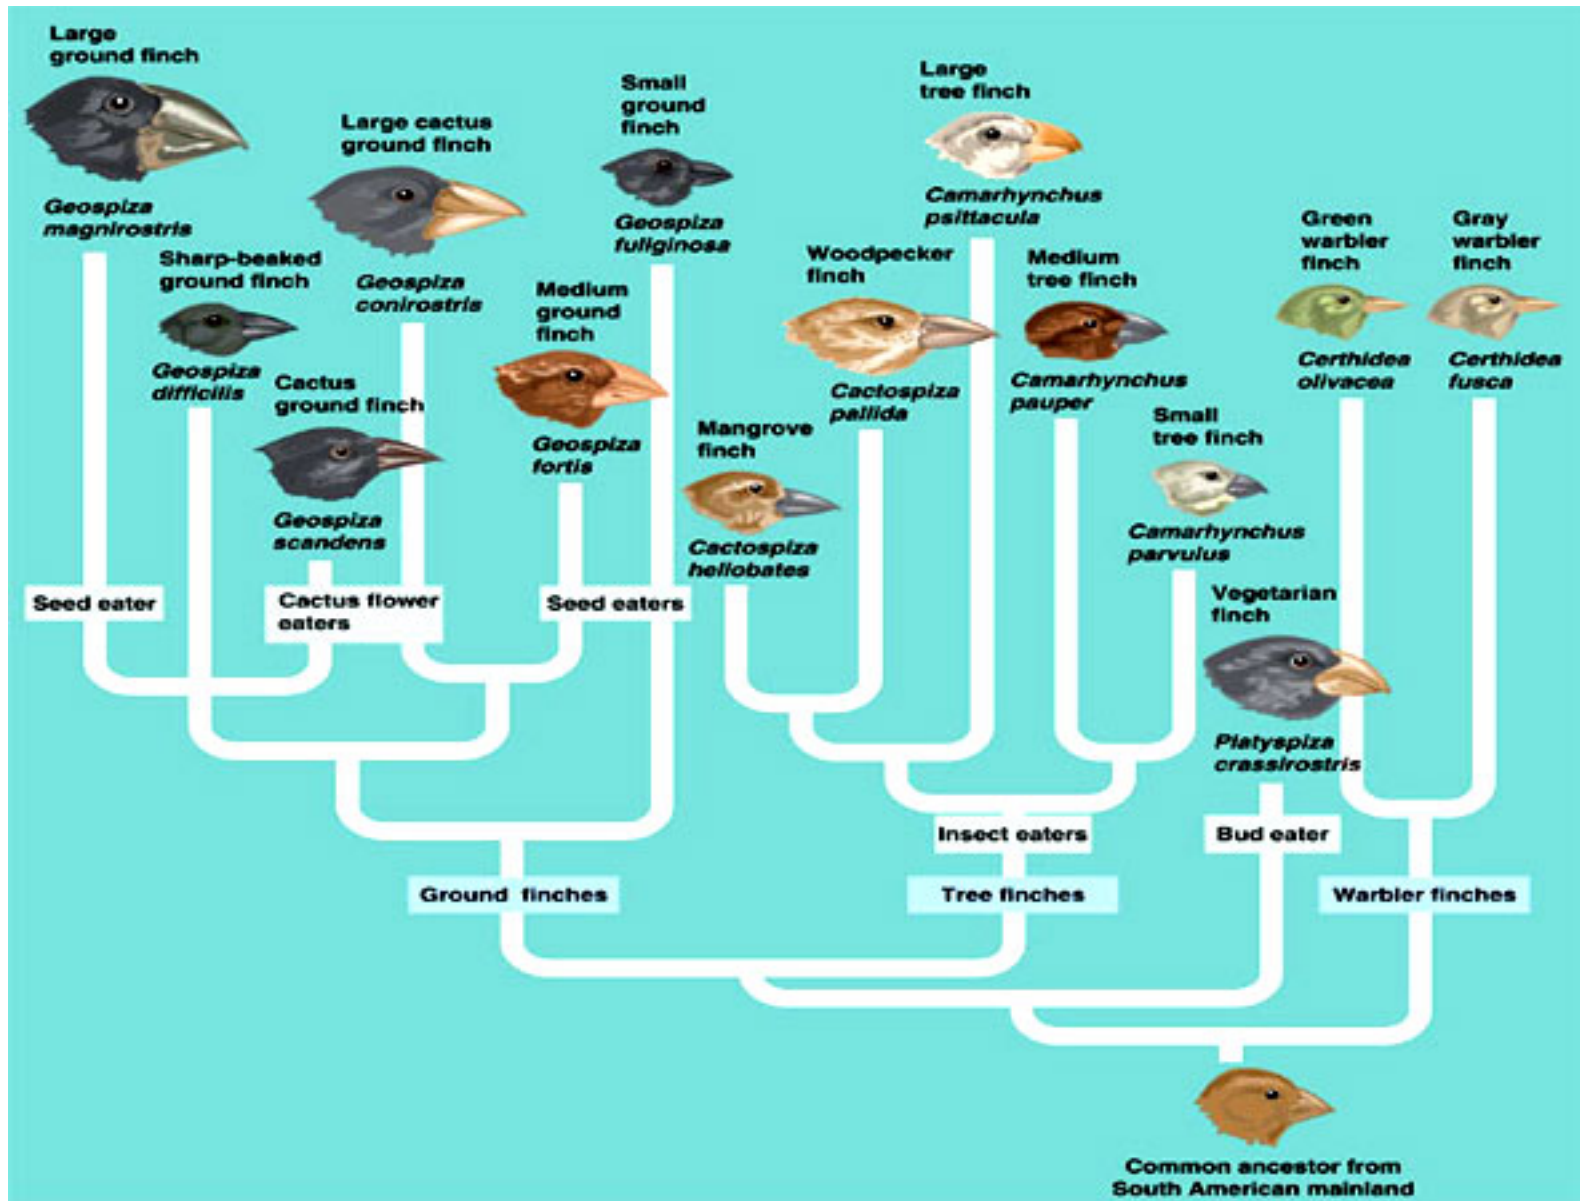 Large
ground finch
Geospiza
magnirostris
Sharp-beaked
ground finch
Geospiza
difficilis
Large cactus
ground finch
Geospiza
conirostris
Cactus
ground finch
Geospiza
scandens
Medium
ground
finch
Geospiza
fortis
Small
ground
finch
Geospiza
fuliginosa
Mangrove
finch
Cactospiza
heliobates
Woodpecker
finch
Cactospiza
pallida
Large
tree finch
Camarhynchus
psittacula
Medium
tree finch
Camarhynchus
pauper
Small
tree finch
Camarhynchus
parvulus
Vegetarian
finch
Platyspiza
crassirostris
Green
warbler
finch
Certhidea
olivacea
Gray
warbler
finch
Certhidea
fusca
Seed eater
Cactus flower
eaters
Seed eaters
Insect eaters
Bud eater
Ground finches
Tree finches
Warbler finches
Common ancestor from
South American mainland